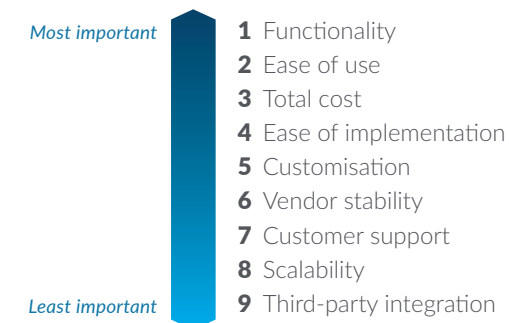 Most important
1 Functionality
2 Ease of use
3 Total cost
4 Ease of implementation
5 Customisation
6 Vendor stability
7 Customer support
8 Scalability
Least important
9 Third-party integration